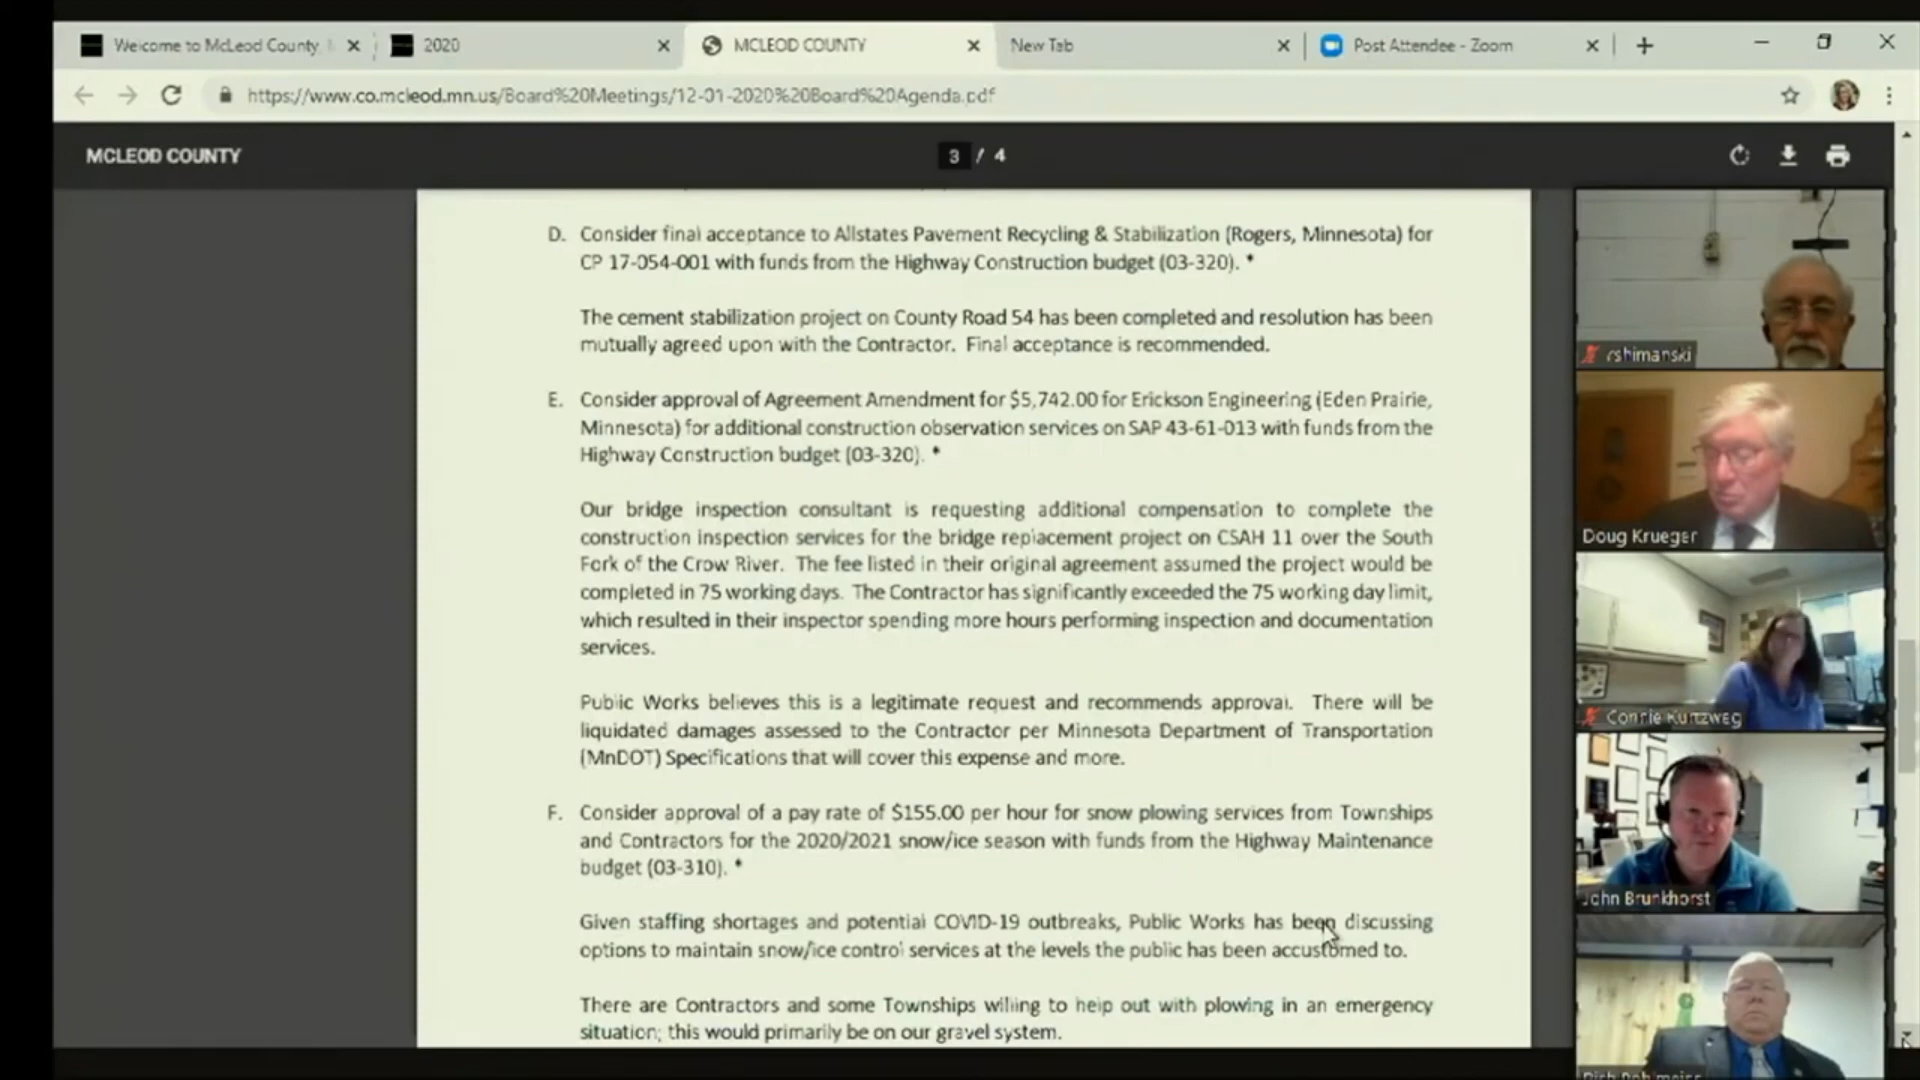 Welcome to McLeod County
2020
MCLEOD COUNTY
New Tab
Post Attendee - Zoom
https://www.co.mcleod.mn.us/Board%20Meetings/12-01-2020%20Board%20Agenda.pdf
MCLEOD COUNTY
3 / 4
D. Consider final acceptance to Allstates Pavement Recycling & Stabilization (Rogers, Minnesota) for
CP 17-054-001 with funds from the Highway Construction budget (03-320). *
The cement stabilization project on County Road 54 has been completed and resolution has been
mutually agreed upon with the Contractor. Final acceptance is recommended.
E. Consider approval of Agreement Amendment for $5,742.00 for Erickson Engineering (Eden Prairie,
Minnesota) for additional construction observation services on SAP 43-61-013 with funds from the
Highway Construction budget (03-320). *
Our bridge inspection consultant is requesting additional compensation to complete the
construction inspection services for the bridge replacement project on CSAH 11 over the South
Fork of the Crow River. The fee listed in their original agreement assumed the project would be
completed in 75 working days. The Contractor has significantly exceeded the 75 working day limit,
which resulted in their inspector spending more hours performing inspection and documentation
services.
Public Works believes this is a legitimate request and recommends approval. There will be
liquidated damages assessed to the Contractor per Minnesota Department of Transportation
(MnDOT) Specifications that will cover this expense and more.
F. Consider approval of a pay rate of $155.00 per hour for snow plowing services from Townships
and Contractors for the 2020/2021 snow/ice season with funds from the Highway Maintenance
budget (03-310). *
Given staffing shortages and potential COVID-19 outbreaks, Public Works has been discussing
options to maintain snow/ice control services at the levels the public has been accustomed to.
There are Contractors and some Townships willing to help out with plowing in an emergency
situation; this would primarily be on our gravel system.
rshimanski
Doug Krueger
Connie Kurtzweg
John Brunkhorst